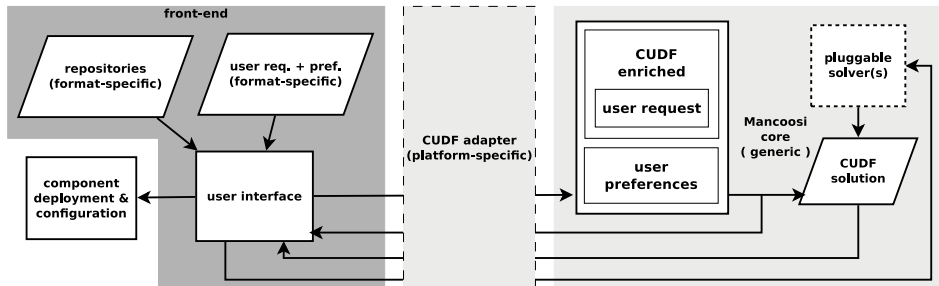 front-end
repositories
(format-specific)
user req. + pref.
(format-specific)
component
deployment &
configuration
user interface
CUDF adapter
(platform-specific)
CUDF
enriched
user request
user
preferences
Mancoosi
core
( generic )
pluggable
solver(s)
CUDF
solution